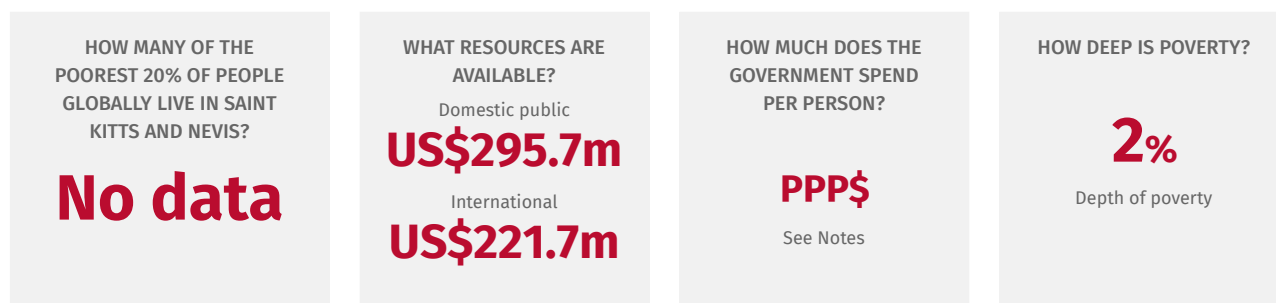 HOW MANY OF THE
POOREST 20% OF PEOPLE
GLOBALLY LIVE IN SAINT
KITTS AND NEVIS?
No data
WHAT RESOURCES ARE
AVAILABLE?
Domestic public
US$295.7m
International
US$221.7m
HOW MUCH DOES THE
GOVERNMENT SPEND
PER PERSON?
PPP$
See Notes
HOW DEEP IS POVERTY?
2%
Depth of poverty